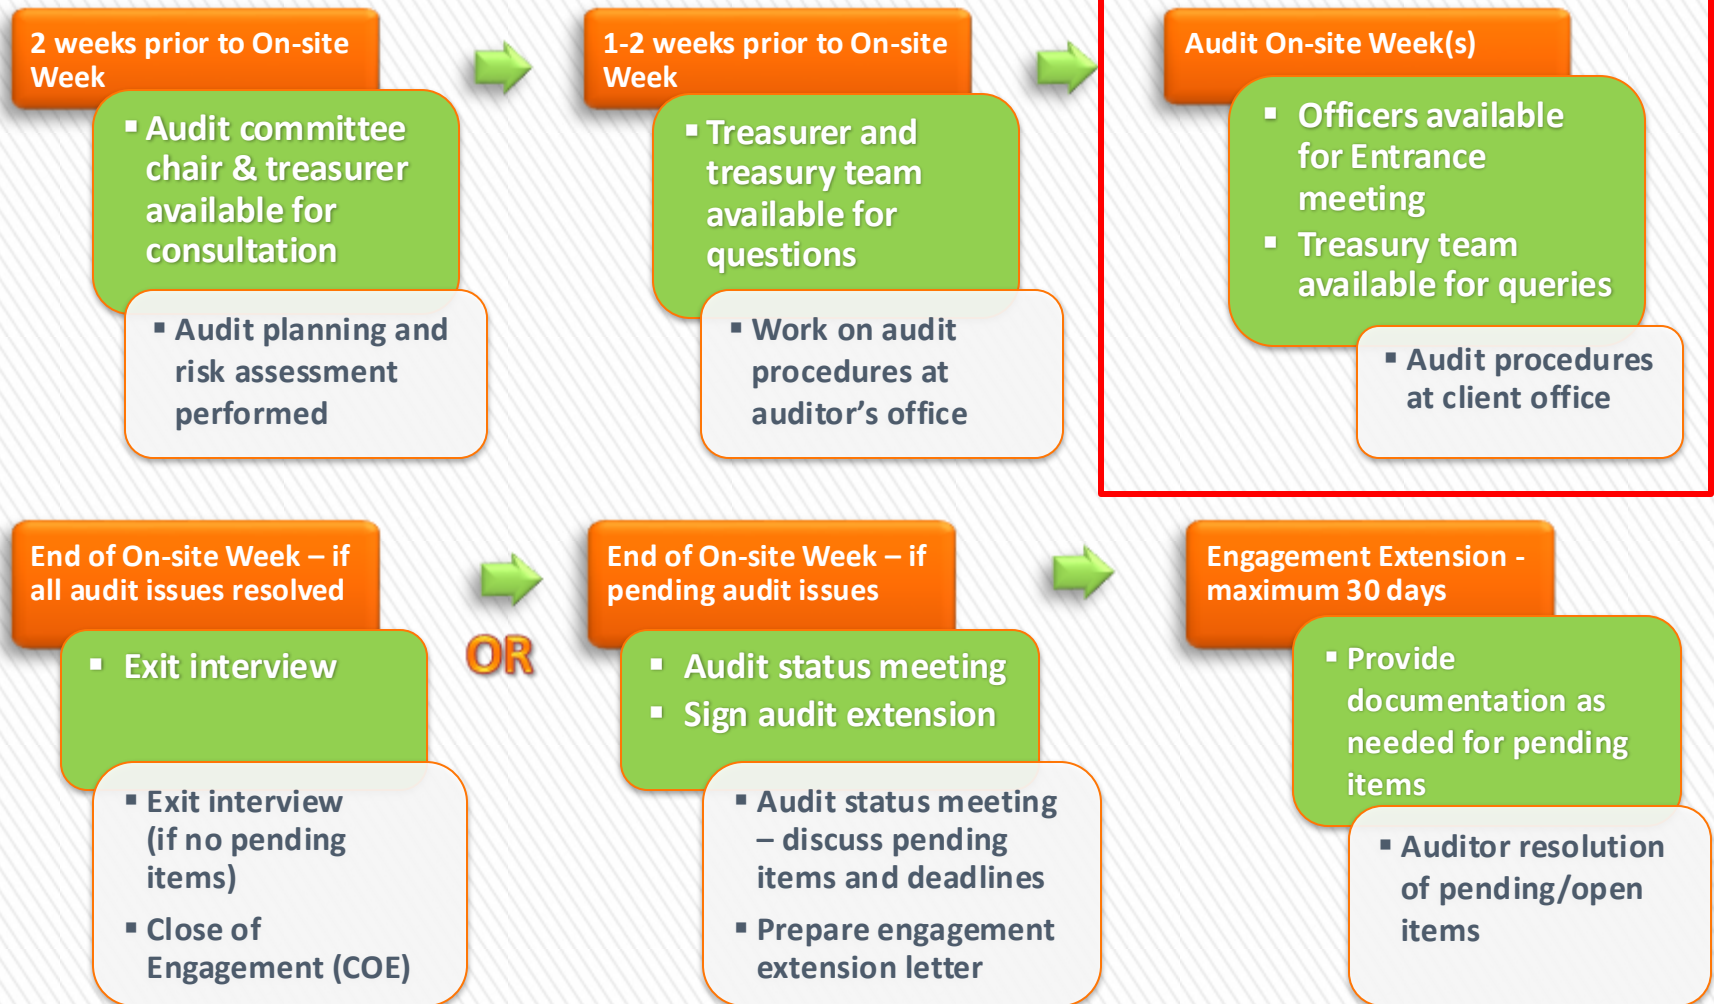 2 weeks prior to On-site
Week
▪ Audit committee
chair & treasurer
available for
consultation
▪ Audit planning and
risk assessment
performed
1-2 weeks prior to On-site
Week
▪ Treasurer and
treasury team
available for
questions
▪ Work on audit
procedures at
auditor’s office
Audit On-site Week(s)
▪ Officers available
for Entrance
meeting
▪ Treasury team
available for queries
▪ Audit procedures
at client office
End of On-site Week – if
all audit issues resolved
▪ Exit interview
▪ Exit interview
(if no pending
items)
▪ Close of
Engagement (COE)
OR
End of On-site Week – if
pending audit issues
▪ Audit status meeting
▪ Sign audit extension
▪ Audit status meeting
– discuss pending
items and deadlines
▪ Prepare engagement
extension letter
Engagement Extension -
maximum 30 days
▪ Provide
documentation as
needed for pending
items
▪ Auditor resolution
of pending/open
items